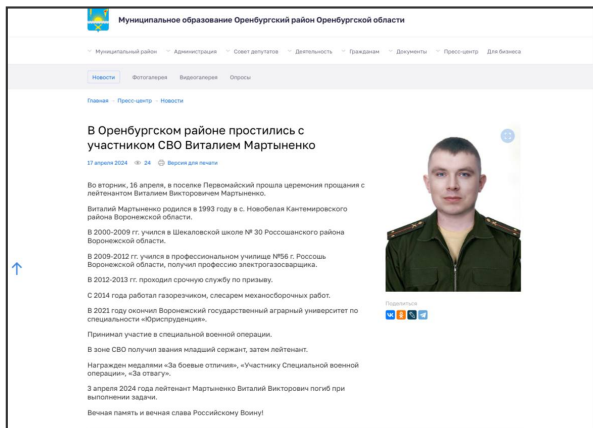 Муниципальное образование Оренбургский район Оренбургской области
Муниципальный район Администрация Совет депутатов Деятельность Гражданам Документы Пресс-центр Для бизнеса
Новости Фотогалерея Видеогалерея Опросы
Главная Пресс-центр Новости
В Оренбургском районе простились с
участником СВО Виталием Мартыненко
17 апреля 2024 24 Версия для печати
Во вторник, 16 апреля, в поселке Первомайский прошла церемония прощания с
лейтенантом Виталием Викторовичем Мартыненко.
Виталий Мартыненко родился в 1993 году в с. Новобелая Кантемировского
района Воронежской области.
В 2000-2009 гг. учился в Шекаловской школе № 30 Россошанского района
Воронежской области.
В 2009-2012 гг. учился в профессиональном училище №56 г. Россошь
Воронежской области, получил профессию электрогазосварщика.
В 2012-2013 гг. проходил срочную службу по призыву.
С 2014 года работал газорезчиком, слесарем механосборочных работ.
В 2021 году окончил Воронежский государственный аграрный университет по
специальности «Юриспруденция».
Принимал участие в специальной военной операции.
В зоне СВО получил звания младший сержант, затем лейтенант.
Награжден медалями «За боевые отличия», «Участнику Специальной военной
операции», «За отвагу».
3 апреля 2024 года лейтенант Мартыненко Виталий Викторович погиб при
выполнении задачи.
Вечная память и вечная слава Российскому Воину!
Поделиться